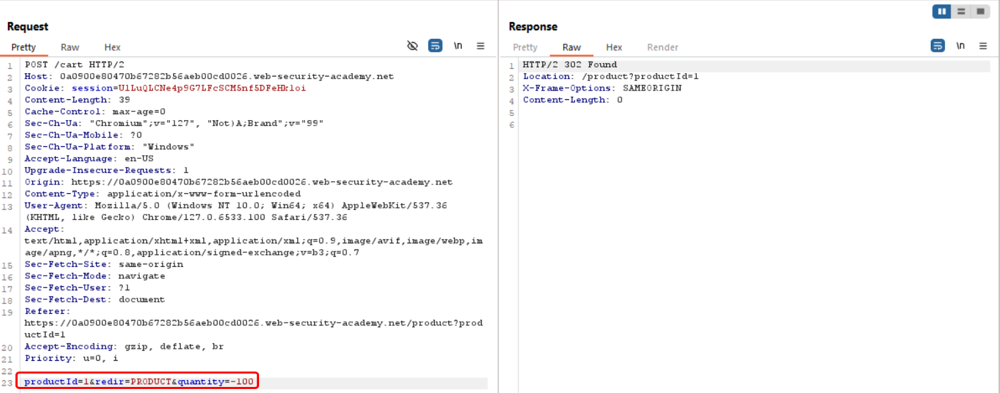 Request
Pretty Raw Hex \n
1 POST /cart HTTP/2
2 Host: 0a0900e80470b67282b56aeb00cd0026.web-security-academy.net
3 Cookie: session=UlLuQLCNe4p9G7LFcSCM5nf5DFeHkloi
4 Content-Length: 39
5 Cache-Control: max-age=0
6 Sec-Ch-Ua: "Chromium";v="127", "Not)A;Brand";v="99"
7 Sec-Ch-Ua-Mobile: ?0
8 Sec-Ch-Ua-Platform: "Windows"
9 Accept-Language: en-US
10 Upgrade-Insecure-Requests: 1
11 Origin: https://0a0900e80470b67282b56aeb00cd0026.web-security-academy.net
12 Content-Type: application/x-www-form-urlencoded
13 User-Agent: Mozilla/5.0 (Windows NT 10.0; Win64; x64) AppleWebKit/537.36
(KHTML, like Gecko) Chrome/127.0.6533.100 Safari/537.36
14 Accept:
text/html,application/xhtml+xml,application/xml;q=0.9,image/avif,image/webp,im
age/apng,*/*;q=0.8,application/signed-exchange;v=b3;q=0.7
15 Sec-Fetch-Site: same-origin
16 Sec-Fetch-Mode: navigate
17 Sec-Fetch-User: ?1
18 Sec-Fetch-Dest: document
19 Referer:
https://0a0900e80470b67282b56aeb00cd0026.web-security-academy.net/product?prod
uctId=1
20 Accept-Encoding: gzip, deflate, br
21 Priority: u=0, i
22
23 productId=1&redir=PRODUCT&quantity=-100
Response
Pretty Raw Hex Render \n
1 HTTP/2 302 Found
2 Location: /product?productId=1
3 X-Frame-Options: SAMEORIGIN
4 Content-Length: 0
5
6